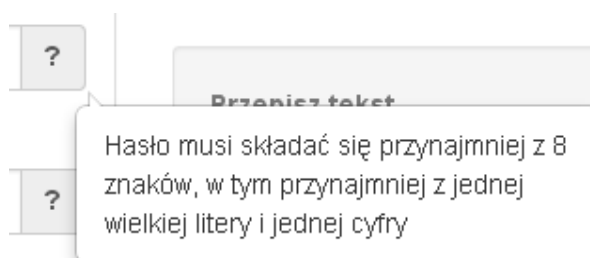 ?
Przepisz tekst
Hasło musi składać się przynajmniej z 8
znaków, w tym przynajmniej z jednej
wielkiej litery i jednej cyfry
?